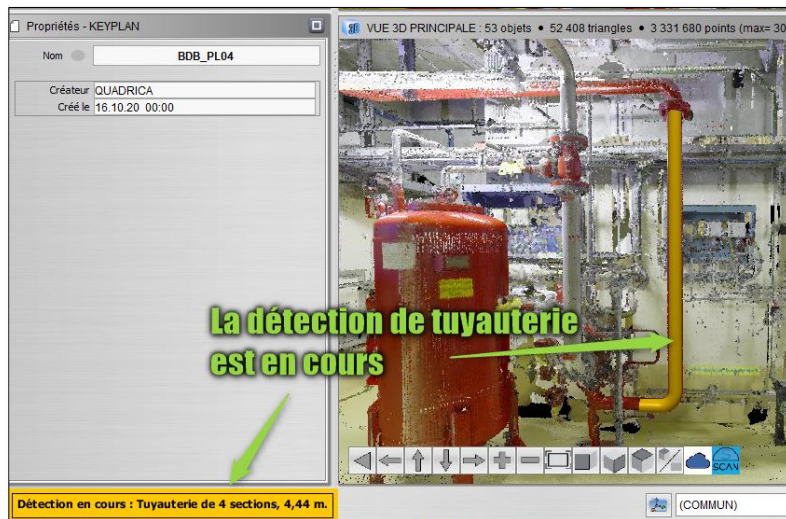 Propriétés - KEYPLAN
Nom
BDB_PL04
Créateur
QUADRICA
Créé le
16.10.20 00:00
VUE 3D PRINCIPALE : 53 objets • 52 408 triangles • 3 331 680 points (max= 30
La détection de tuyauterie
est en cours
SCAN
Détection en cours : Tuyauterie de 4 sections, 4,44 m.
(COMMUN)